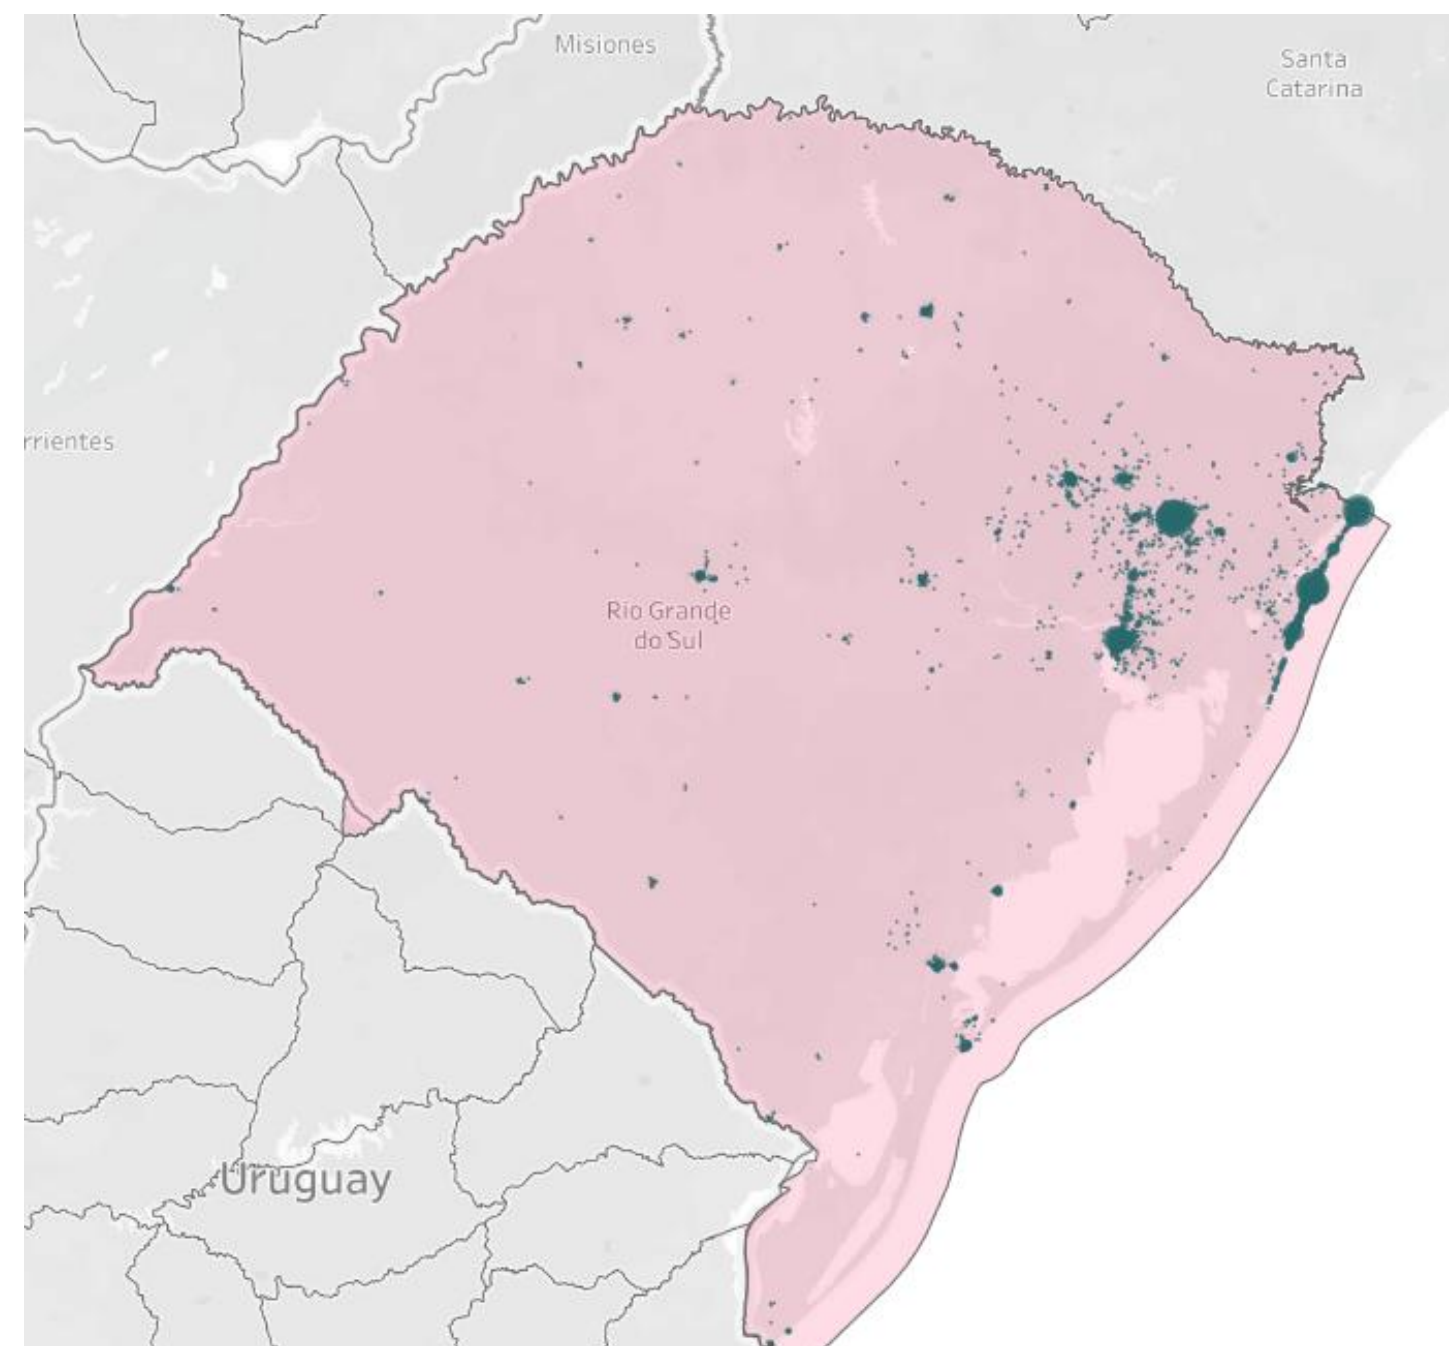 Misiones
Santa
Catarina
rrientes
Rio Grande
do Sul
Uruguay